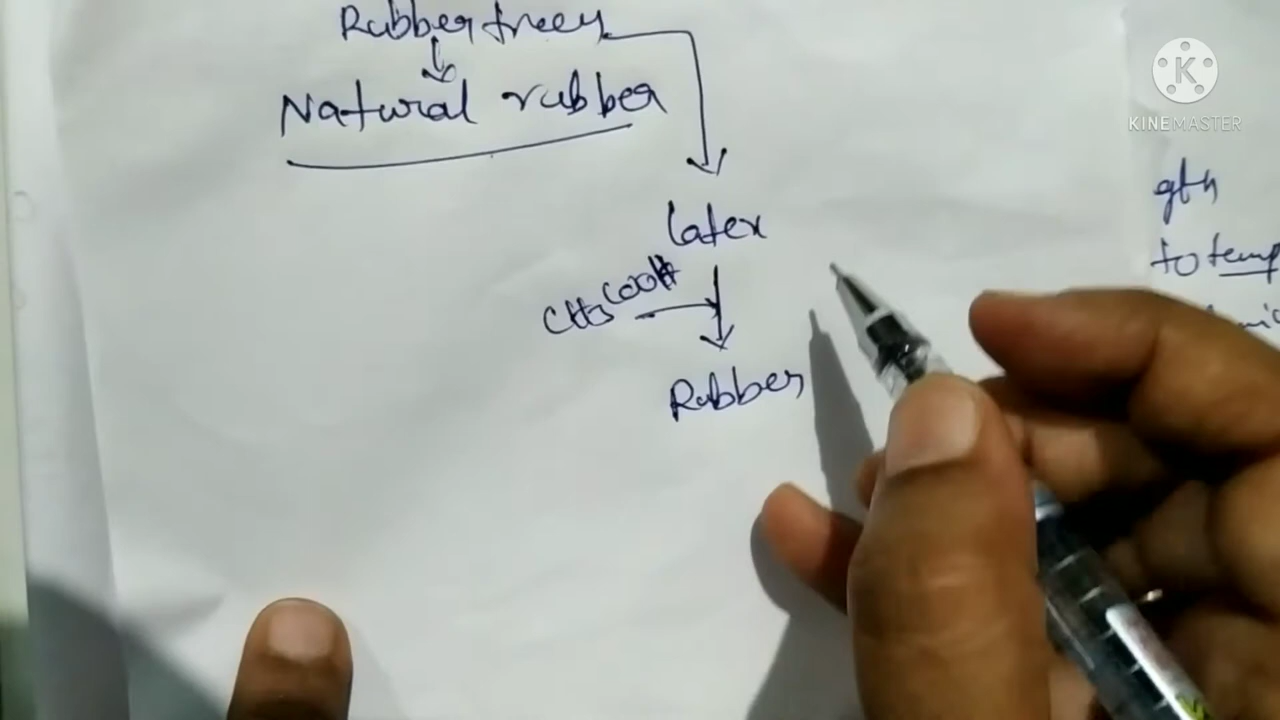 Rubber trees
Natural rubber
latex
CH3COOH
Rubber
K
KINEMASTER
gth
to temp